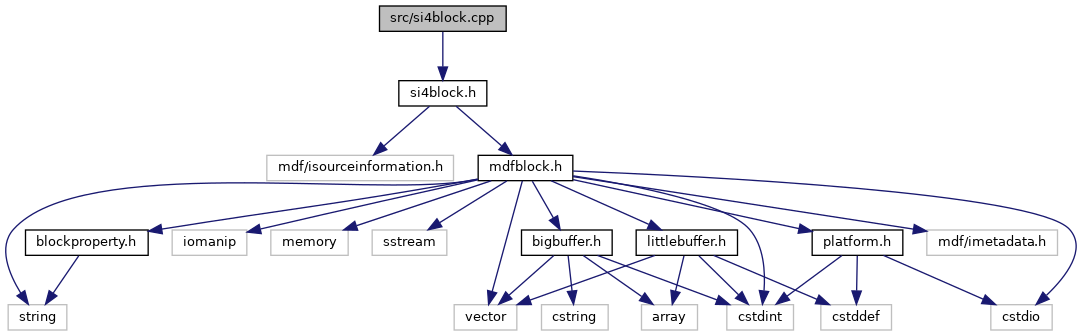 src/si4block.cpp
si4block.h
mdf/isourceinformation.h
mdfblock.h
blockproperty.h
iomanip
memory
sstream
bigbuffer.h
littlebuffer.h
platform.h
mdf/imetadata.h
string
vector
cstring
array
cstdint
cstddef
cstdio